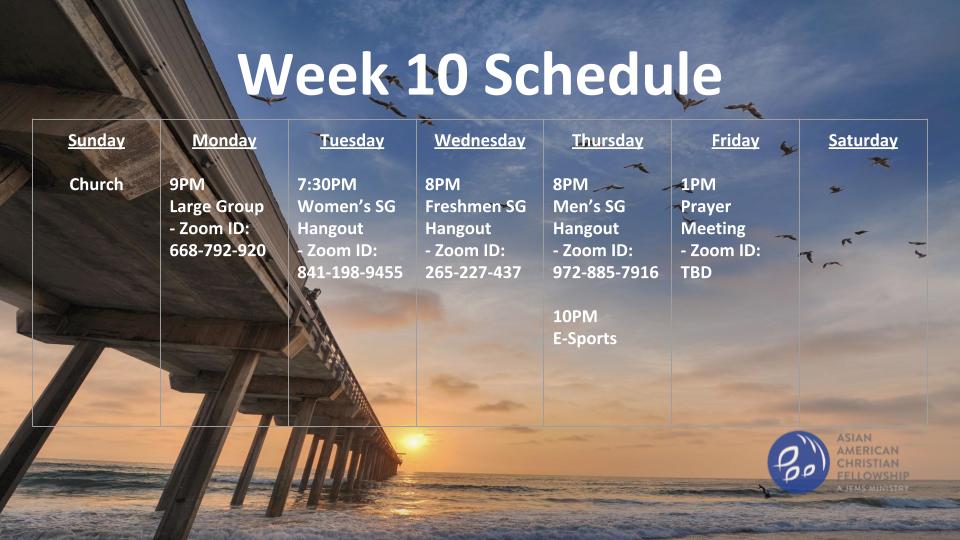 Week 10 Schedule
Sunday
Church
Monday
9PM
Large Group
- Zoom ID:
668-792-920
Tuesday
7:30PM
Women’s SG
Hangout
- Zoom ID:
841-198-9455
Wednesday
8PM
Freshmen SG
Hangout
- Zoom ID:
265-227-437
Thursday
8PM
Men’s SG
Hangout
- Zoom ID:
972-885-7916
10PM
E-Sports
Friday
1PM
Prayer
Meeting
- Zoom ID:
TBD
Saturday
ASIAN
AMERICAN
CHRISTIAN
FELLOWSHIP
A JEMS MINISTRY